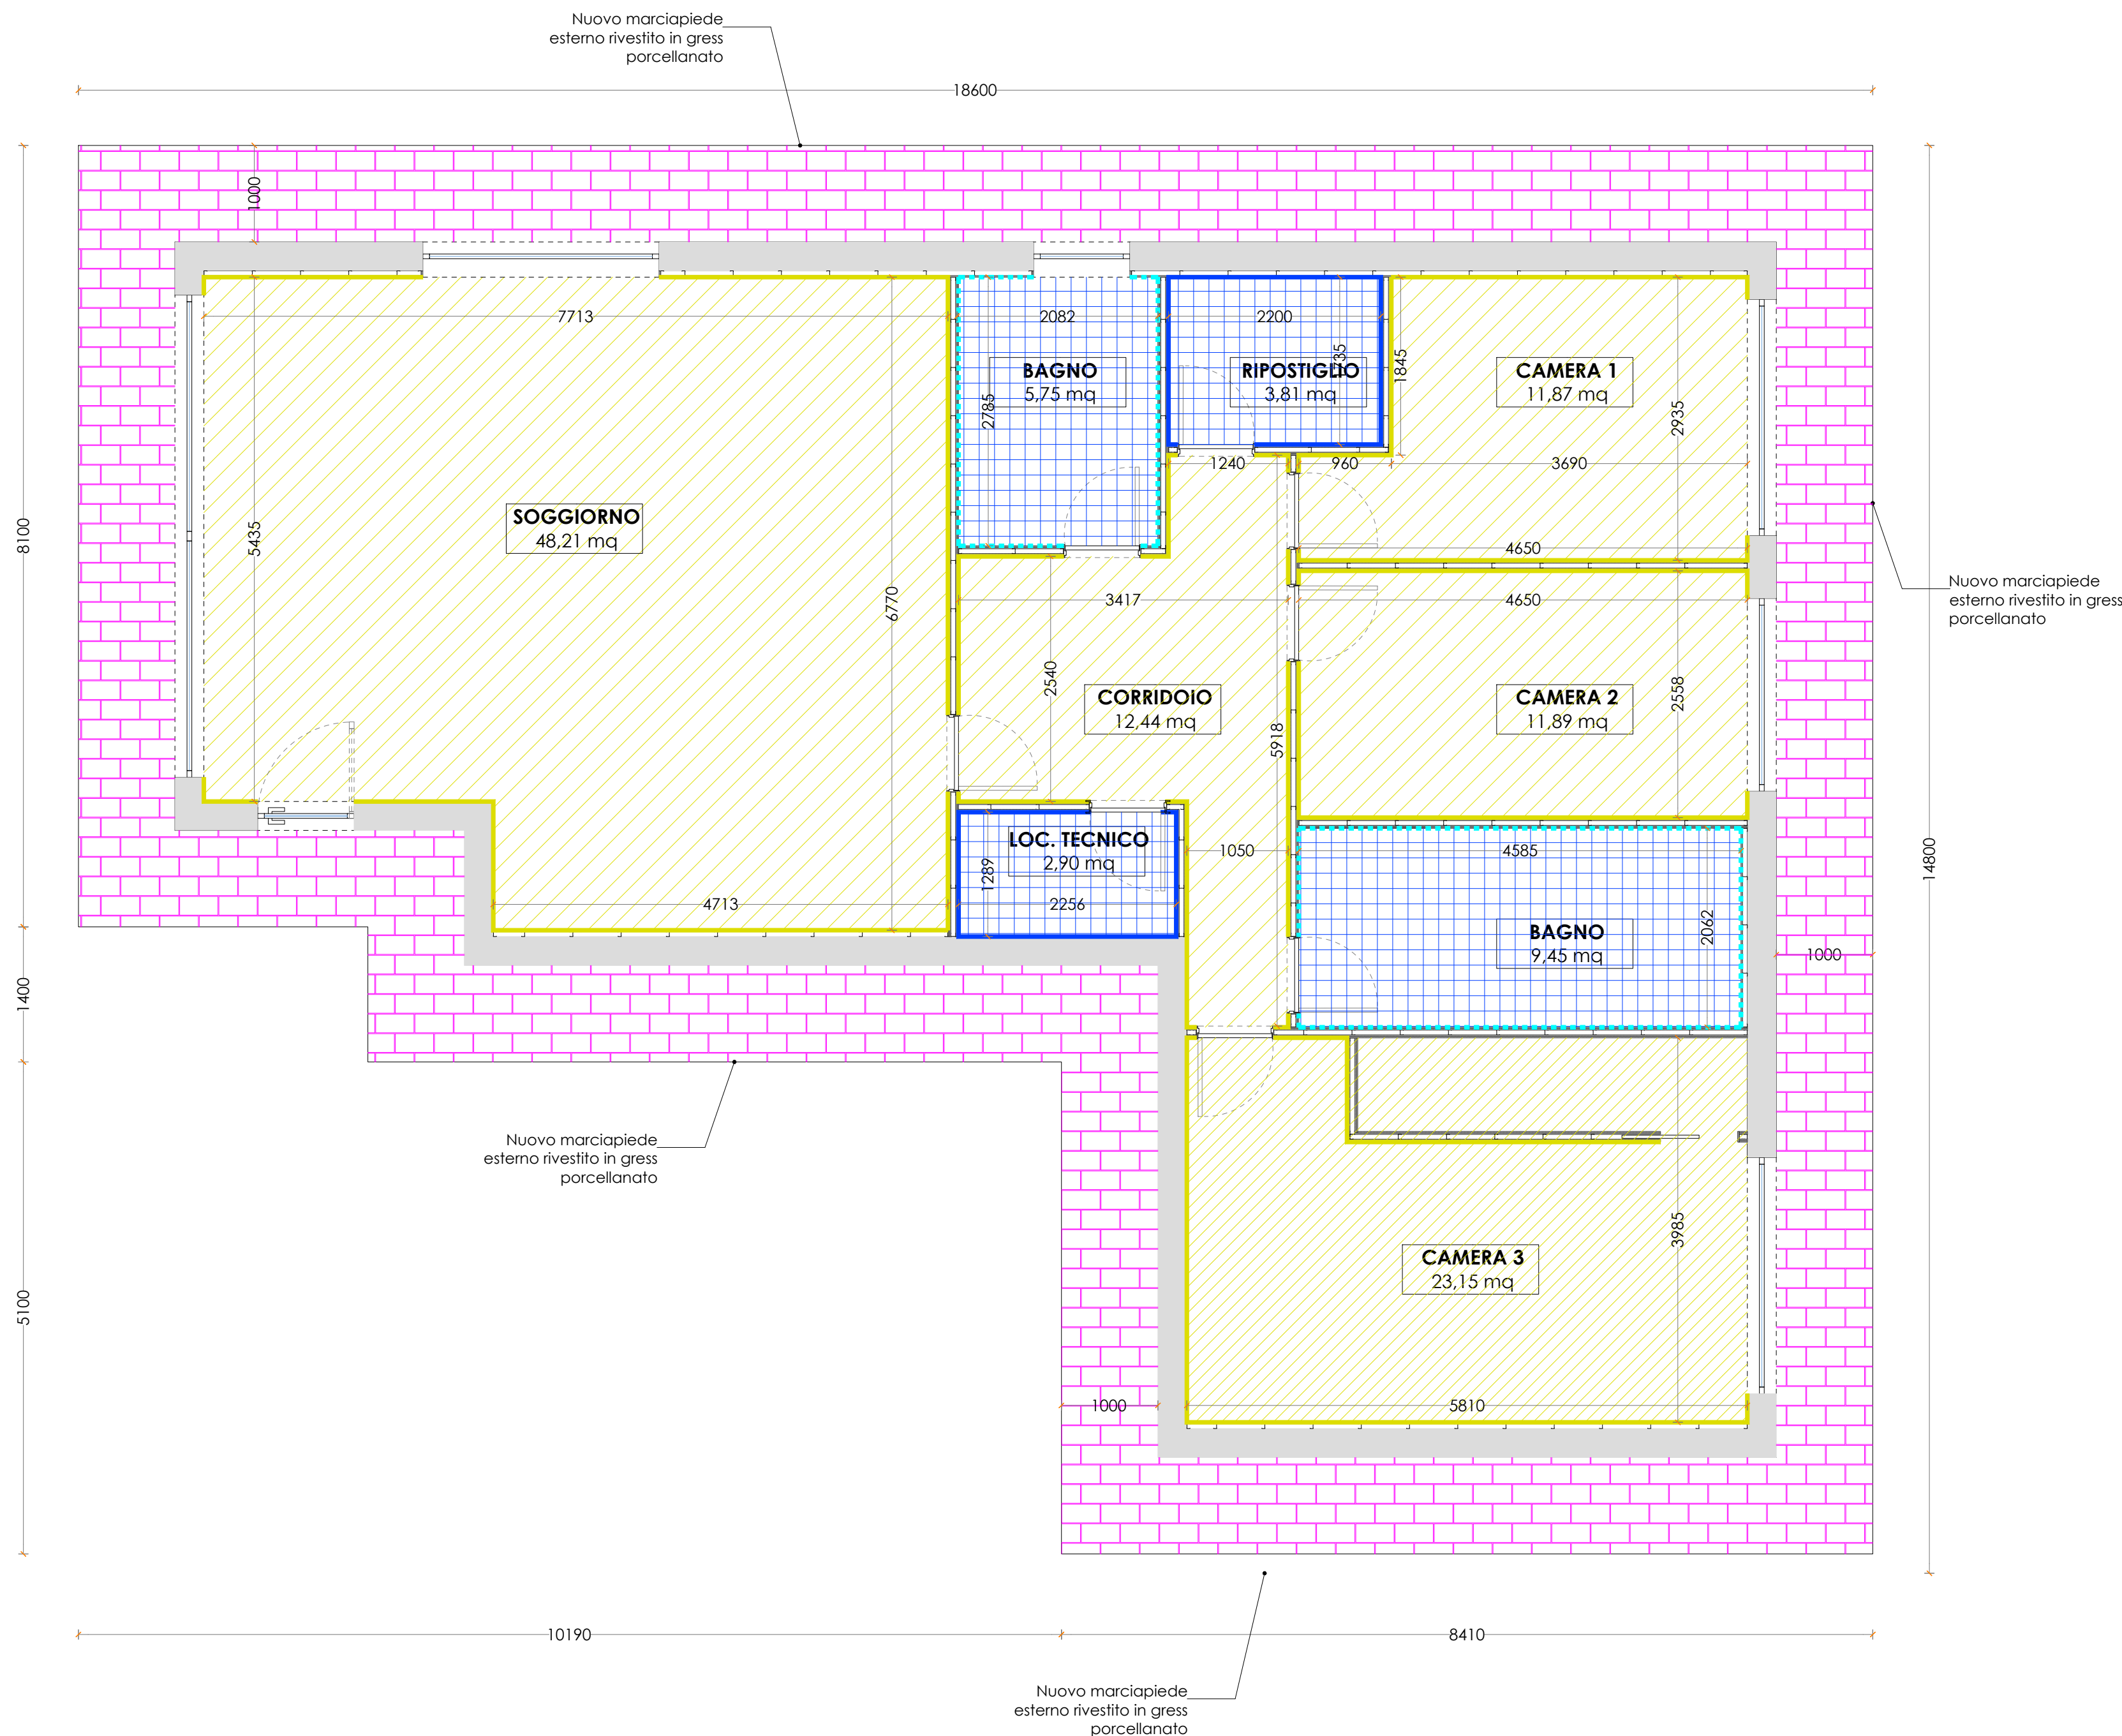 Nuovo marciapiede
esterno rivestito in gress
porcellanato
18600
1000
7713
2082
2200
BAGNO
5,75 mq
RIPOSTIGLIO
3,81 mq
1845
CAMERA 1
11,87 mq
2935
2785
1240
960
3690
8100
5435
SOGGIORNO
48,21 mq
4650
6770
3417
4650
Nuovo marciapiede
esterno rivestito in gress
porcellanato
2540
CORRIDOIO
12,44 mq
CAMERA 2
11,89 mq
2558
5918
LOC. TECNICO
2,90 mq
1289
1050
4585
14800
4713
2256
BAGNO
9,45 mq
2062
1000
1400
Nuovo marciapiede
esterno rivestito in gress
porcellanato
3985
CAMERA 3
23,15 mq
5100
1000
5810
10190
8410
Nuovo marciapiede
esterno rivestito in gress
porcellanato